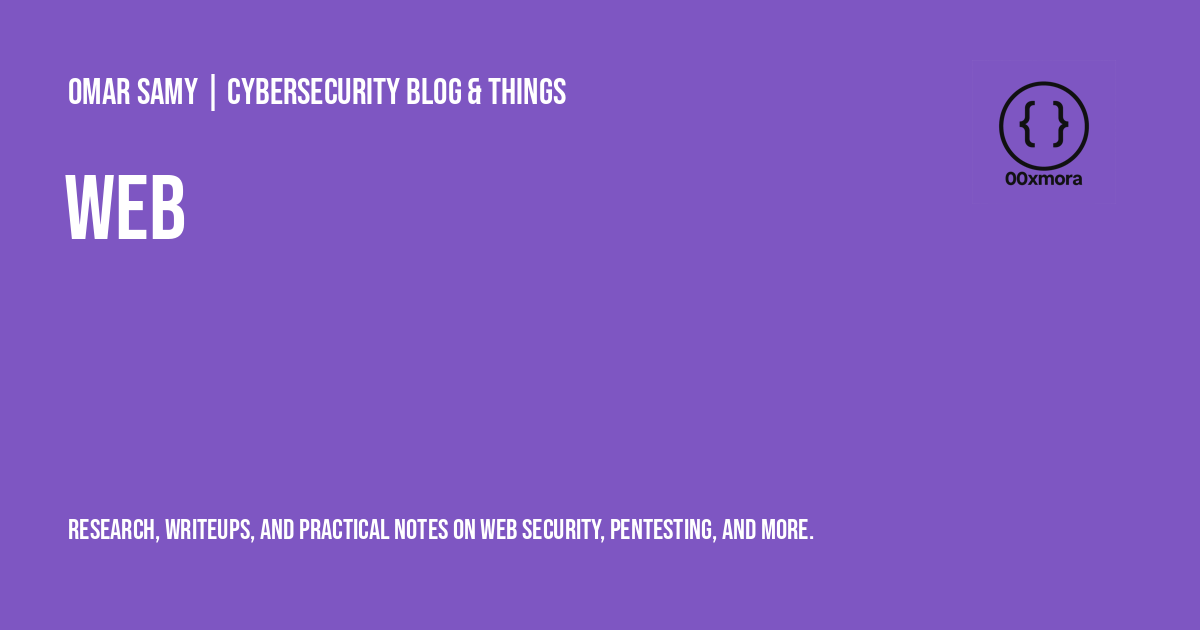 OMAR SAMY | CYBERSECURITY BLOG & THINGS
{ }
00xmora
WEB
RESEARCH, WRITEUPS, AND PRACTICAL NOTES ON WEB SECURITY, PENTESTING, AND MORE.